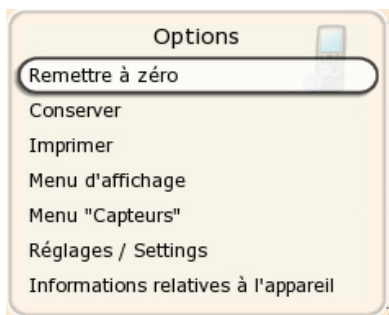 Options
Remettre à zéro
Conserver
Imprimer
Menu d'affichage
Menu "Capteurs"
Réglages / Settings
Informations relatives à l'appareil